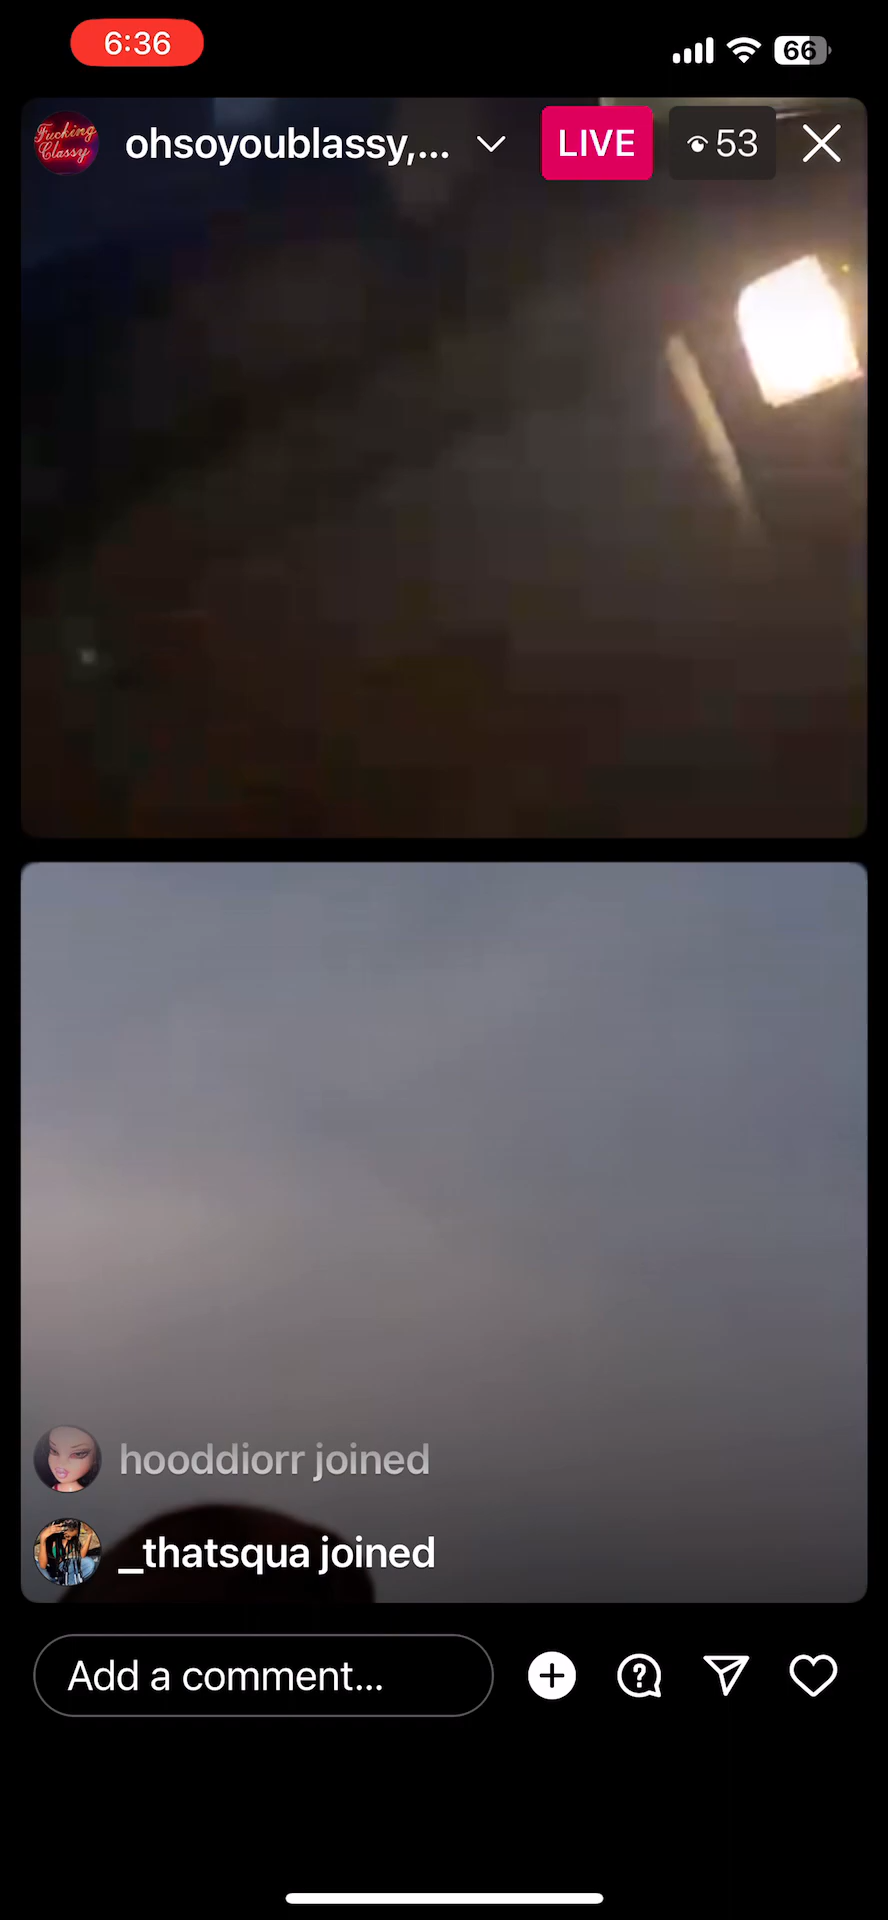 6:36
66
Fucking
Classy
ohsoyoublassy,...
LIVE
53
hooddiorr joined
_thatsqua joined
Add a comment...